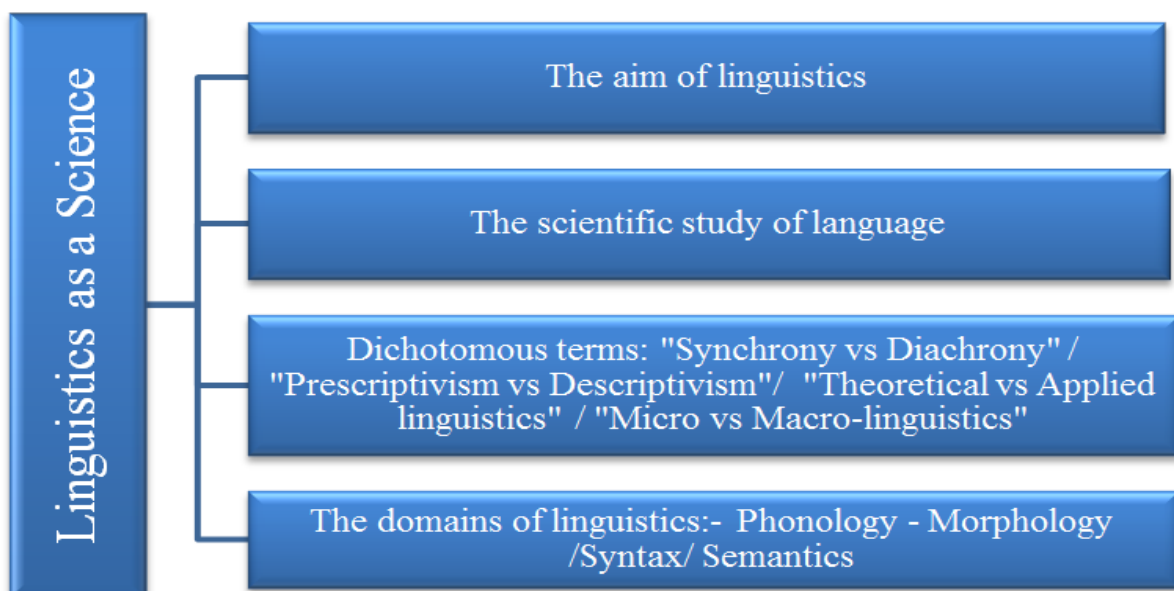 Linguistics as a Science
The aim of linguistics
The scientific study of language
Dichotomous terms: "Synchrony vs Diachrony" /
"Prescriptivism vs Descriptivism"/  "Theoretical vs Applied
linguistics" / "Micro vs Macro-linguistics"
The domains of linguistics:- Phonology - Morphology
/Syntax/ Semantics